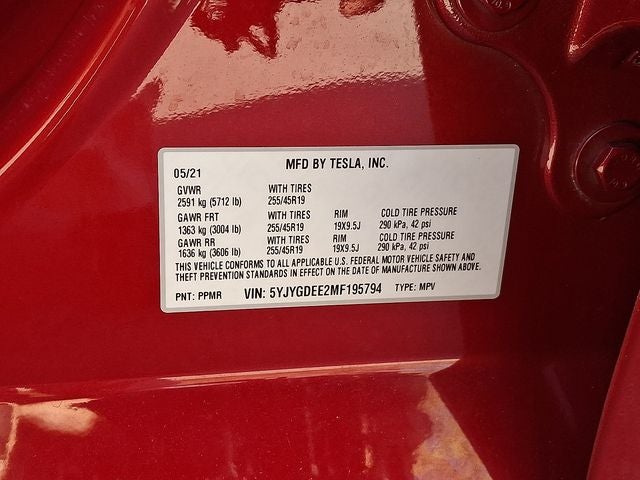 MFD BY TESLA, INC.
05/21
GVWR WITH TIRES
2591 kg (5712 lb) 255/45R19
GAWR FRT WITH TIRES RIM COLD TIRE PRESSURE
1363 kg (3004 lb) 255/45R19 19X9.5J 290 kPa, 42 psi
GAWR RR WITH TIRES RIM COLD TIRE PRESSURE
1636 kg (3606 lb) 255/45R19 19X9.5J 290 kPa, 42 psi
THIS VEHICLE CONFORMS TO ALL APPLICABLE U.S. FEDERAL MOTOR VEHICLE SAFETY AND
THEFT PREVENTION STANDARDS IN EFFECT ON THE DATE OF MANUFACTURE SHOWN ABOVE.
PNT: PPMR VIN: 5YJYGDEE2MF195794 TYPE: MPV